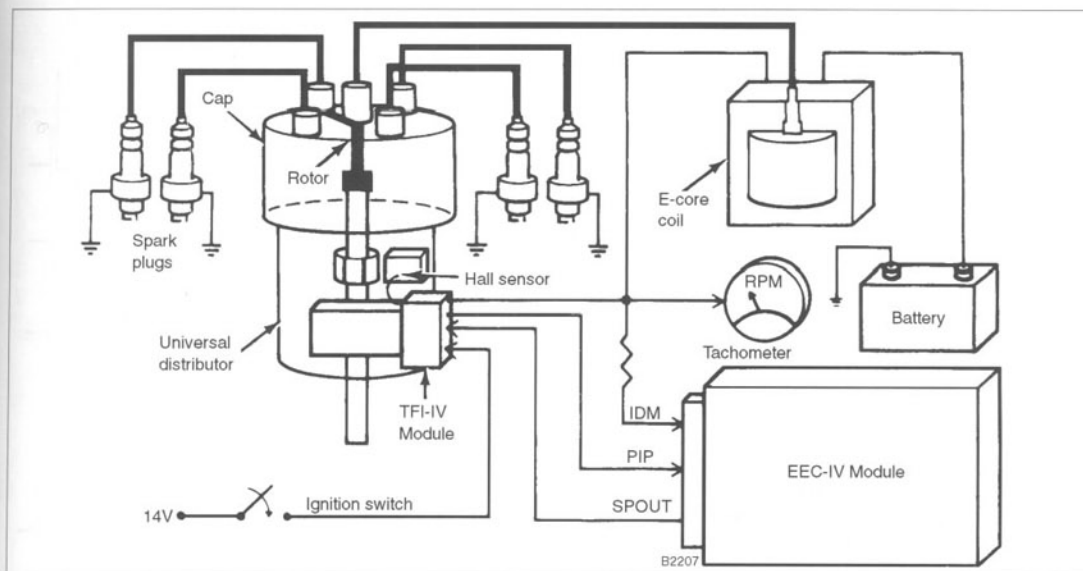 Cap
Rotor
Spark
plugs
E-core
coil
Hall sensor
RPM
Battery
Universal
distributor
Tachometer
TFI-IV
Module
IDM
PIP
EEC-IV Module
14V
Ignition switch
SPOUT
B2207